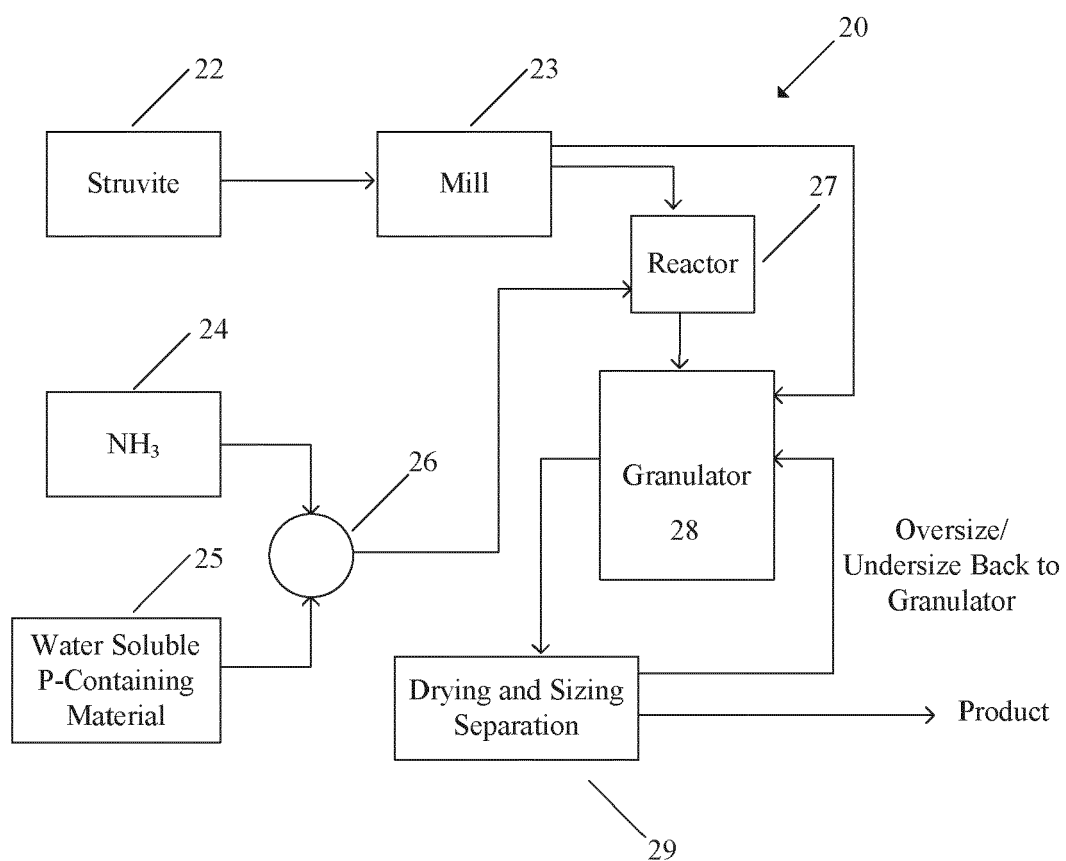 20
22
23
Struvite
Mill
27
Reactor
24
NH₃
26
Granulator
28
Oversize/
Undersize Back to
Granulator
25
Water Soluble
P-Containing
Material
Drying and Sizing
Separation
Product
29